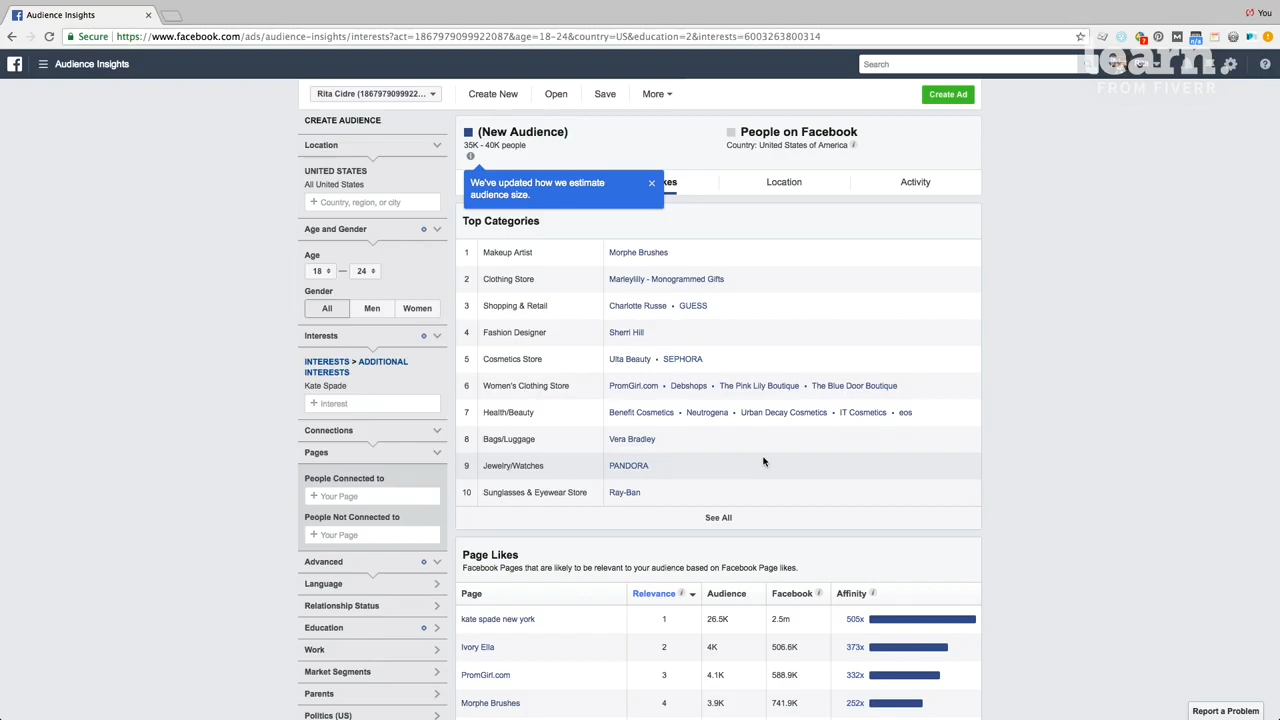 Audience Insights
You
Secure | https://www.facebook.com/ads/audience-insights/interests?act=1867979099922087&age=18-24&country=US&education=2&interests=6003263800314
Audience Insights
Search
learn.
FROM FIVERR
Rita Cidre (1867979099922...
Create New
Open
Save
More
Create Ad
CREATE AUDIENCE
Location
UNITED STATES
All United States
+ Country, region, or city
Age and Gender
Age
18 — 24
Gender
All
Men
Women
Interests
INTERESTS > ADDITIONAL
INTERESTS
Kate Spade
+ Interest
Connections
Pages
People Connected to
+ Your Page
People Not Connected to
+ Your Page
Advanced
Language
Relationship Status
Education
Work
Market Segments
Parents
Politics (US)
(New Audience)
35K - 40K people
People on Facebook
Country: United States of America
We've updated how we estimate
audience size.
Location
Activity
Top Categories
1 Makeup Artist Morphe Brushes
2 Clothing Store Marleylilly - Monogrammed Gifts
3 Shopping & Retail Charlotte Russe • GUESS
4 Fashion Designer Sherri Hill
5 Cosmetics Store Ulta Beauty • SEPHORA
6 Women's Clothing Store PromGirl.com • Debshops • The Pink Lily Boutique • The Blue Door Boutique
7 Health/Beauty Benefit Cosmetics • Neutrogena • Urban Decay Cosmetics • IT Cosmetics • eos
8 Bags/Luggage Vera Bradley
9 Jewelry/Watches PANDORA
10 Sunglasses & Eyewear Store Ray-Ban
See All
Page Likes
Facebook Pages that are likely to be relevant to your audience based on Facebook Page likes.
Page Relevance Audience Facebook Affinity
kate spade new york 1 26.5K 2.5m 505x
Ivory Ella 2 4K 506.6K 373x
PromGirl.com 3 4.1K 588.9K 332x
Morphe Brushes 4 3.9K 741.9K 252x
Report a Problem